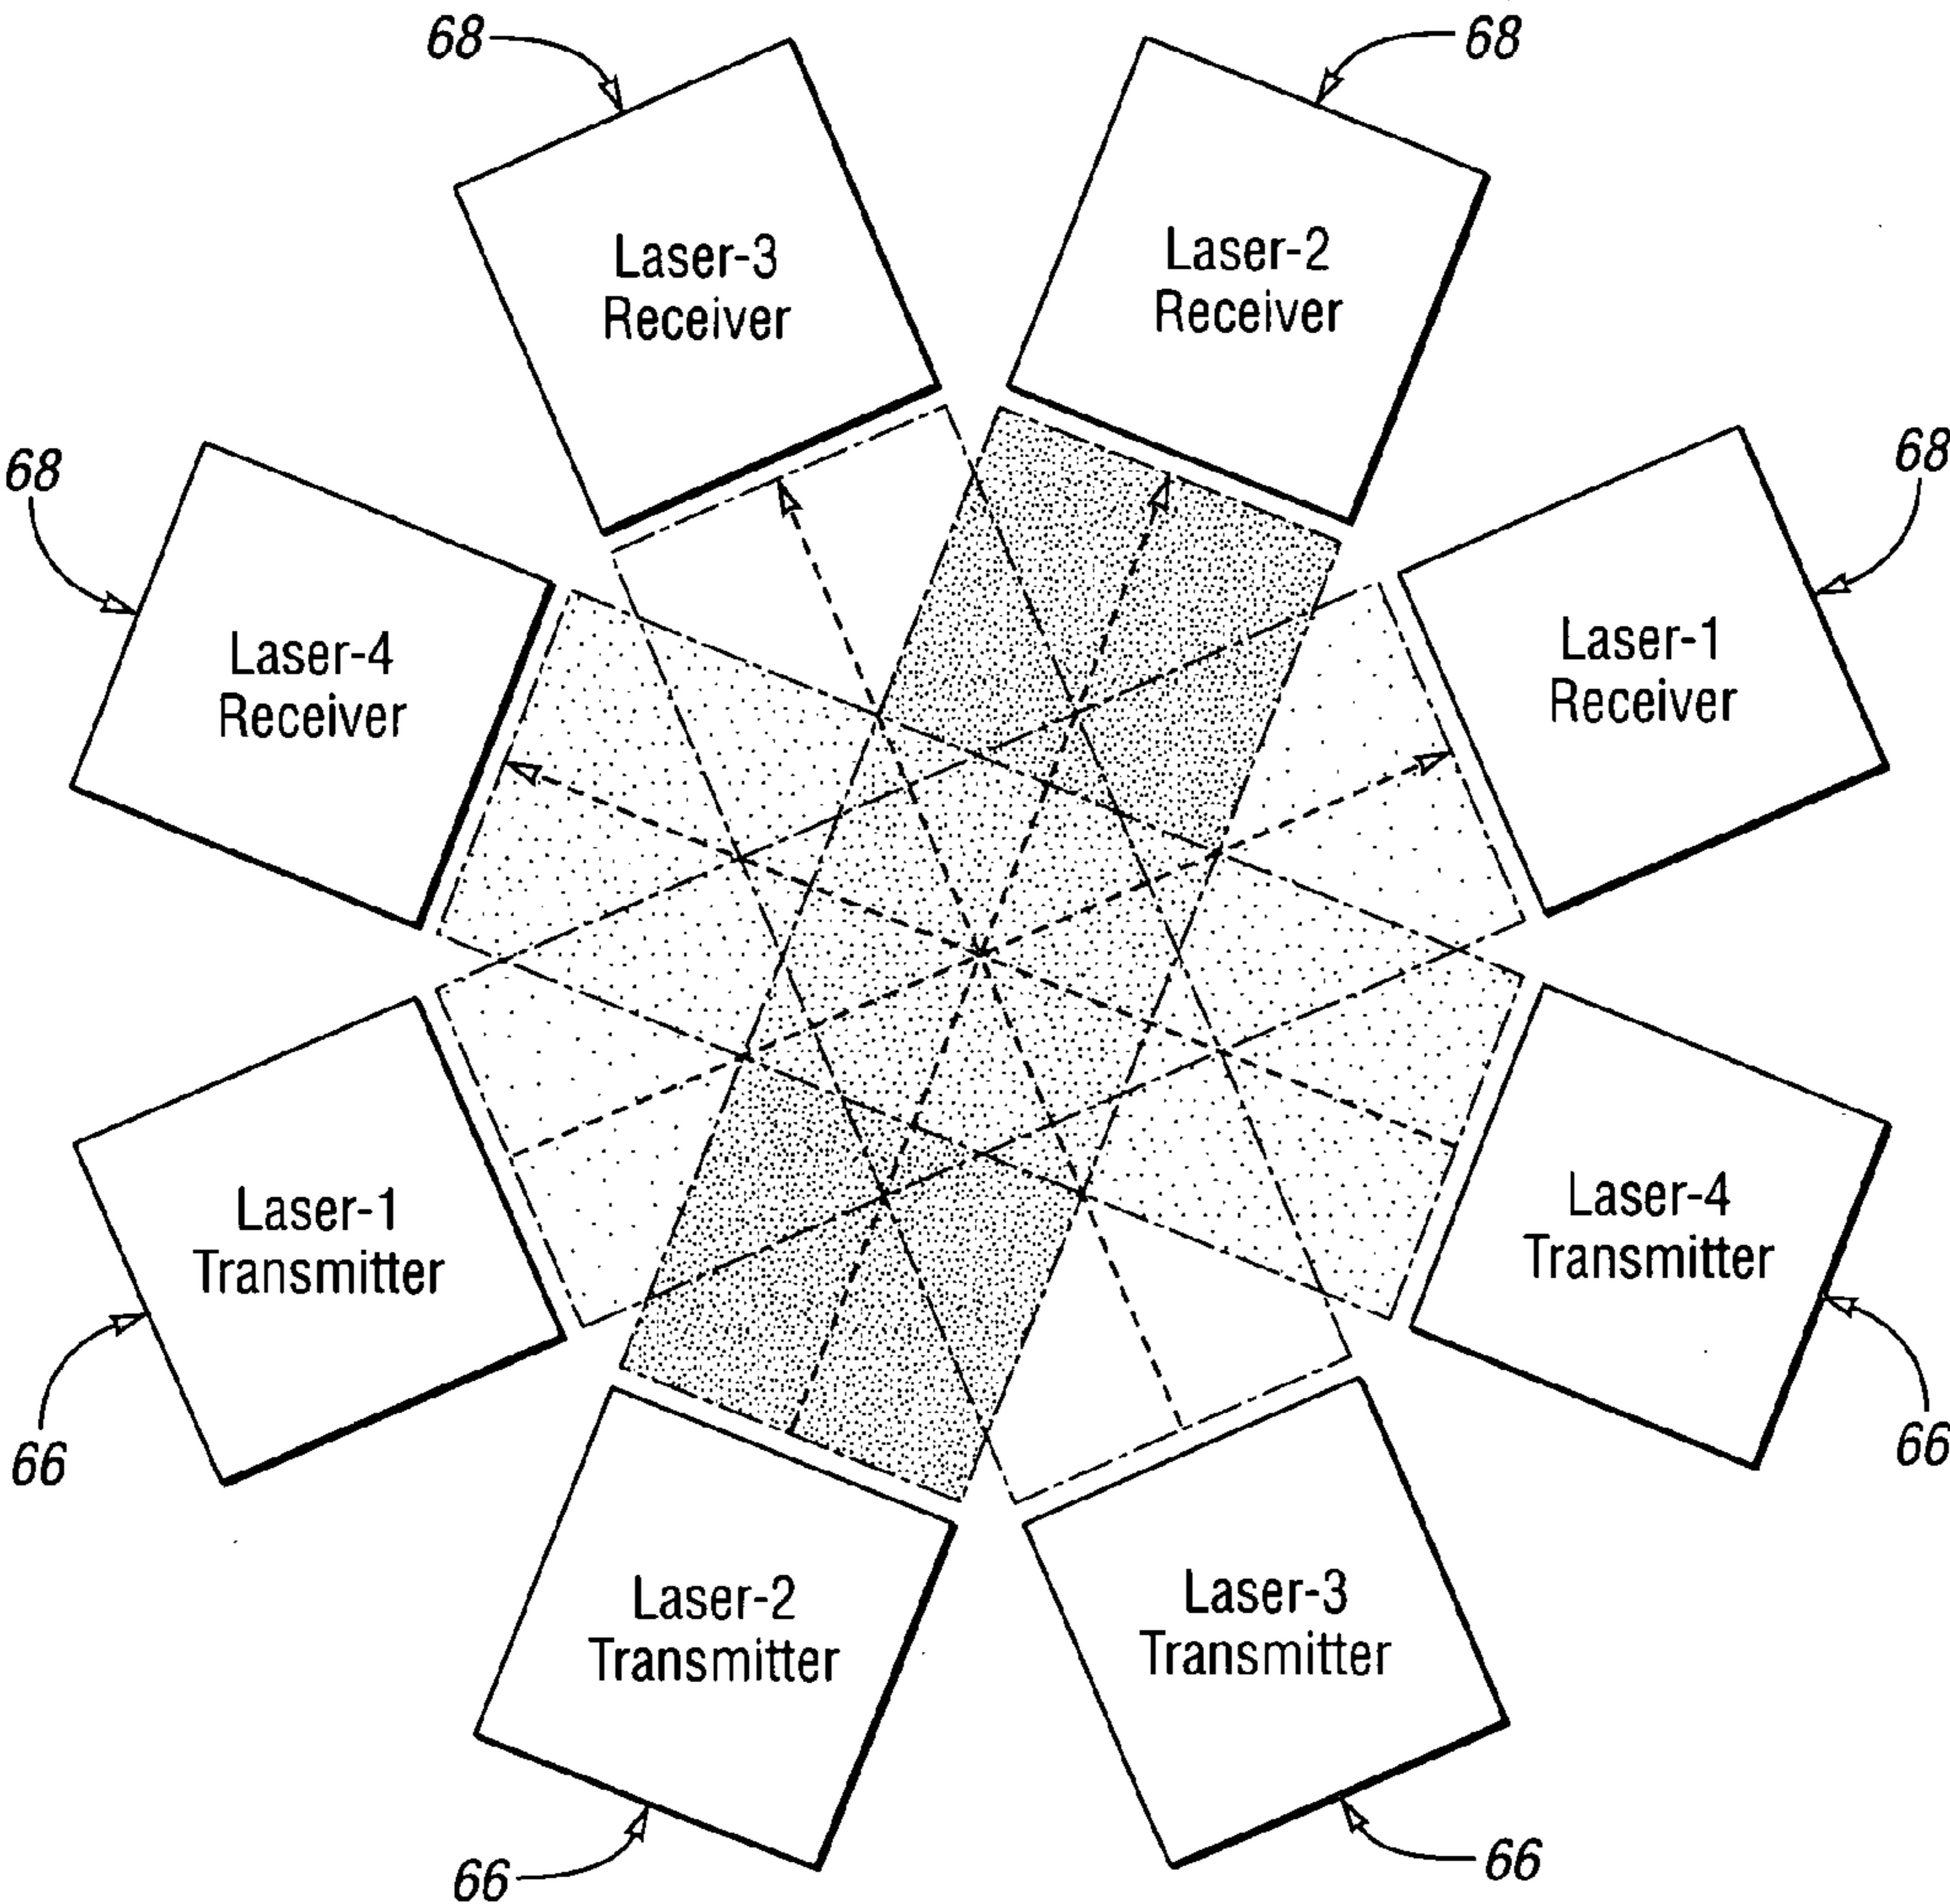 68
68
Laser-3
Receiver
Laser-2
Receiver
68
68
Laser-4
Receiver
Laser-1
Receiver
Laser-1
Transmitter
Laser-4
Transmitter
66
66
Laser-2
Transmitter
Laser-3
Transmitter
66
66